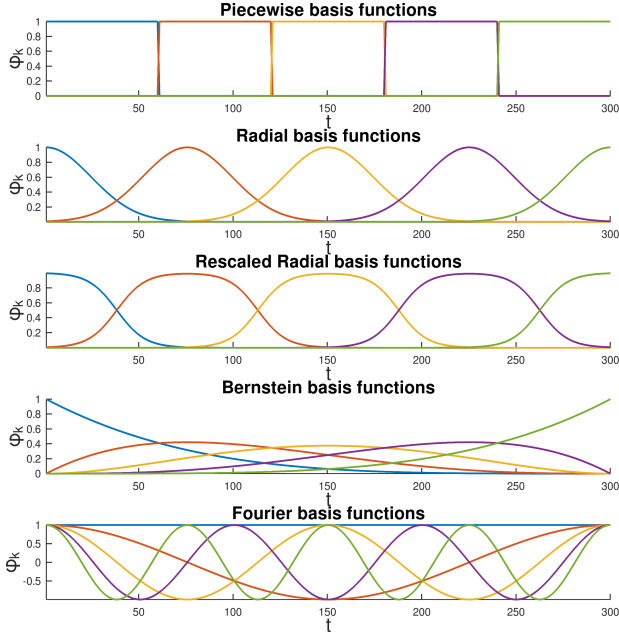 Piecewise basis functions
1
0.8
0.6
0.4
0.2
0
φk
50 100 150 200 250 300
t
Radial basis functions
1
0.8
0.6
0.4
0.2
φk
50 100 150 200 250 300
t
Rescaled Radial basis functions
0.8
0.6
0.4
0.2
φk
50 100 150 200 250 300
t
Bernstein basis functions
1
0.8
0.6
0.4
0.2
0
φk
50 100 150 200 250 300
t
Fourier basis functions
1
0.5
0
-0.5
φk
50 100 150 200 250 300
t